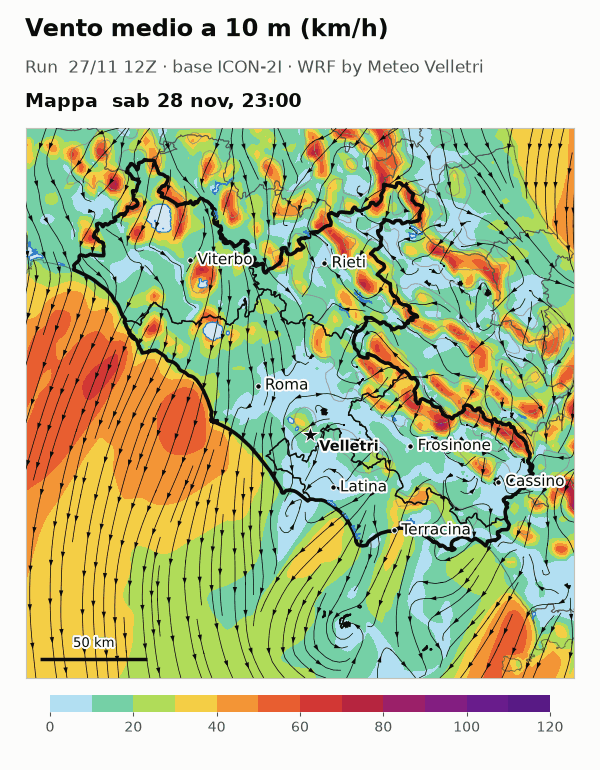 Vento medio a 10 m (km/h)
Run 27/11 12Z · base ICON-2I · WRF by Meteo Velletri
Mappa sab 28 nov, 23:00
Viterbo
Rieti
Roma
Velletri
Frosinone
Cassino
Latina
Terracina
50 km
0 20 40 60 80 100 120